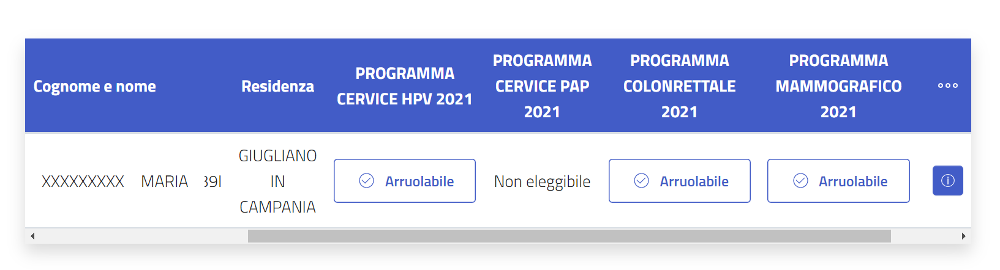 Cognome e nome
Residenza
PROGRAMMA
CERVICE HPV 2021
PROGRAMMA
CERVICE PAP
2021
PROGRAMMA
COLONRETTALE
2021
PROGRAMMA
MAMMOGRAFICO
2021
XXXXXXXXX MARIA
GIUGLIANO
IN
CAMPANIA
Arruolabile
Non eleggibile
Arruolabile
Arruolabile